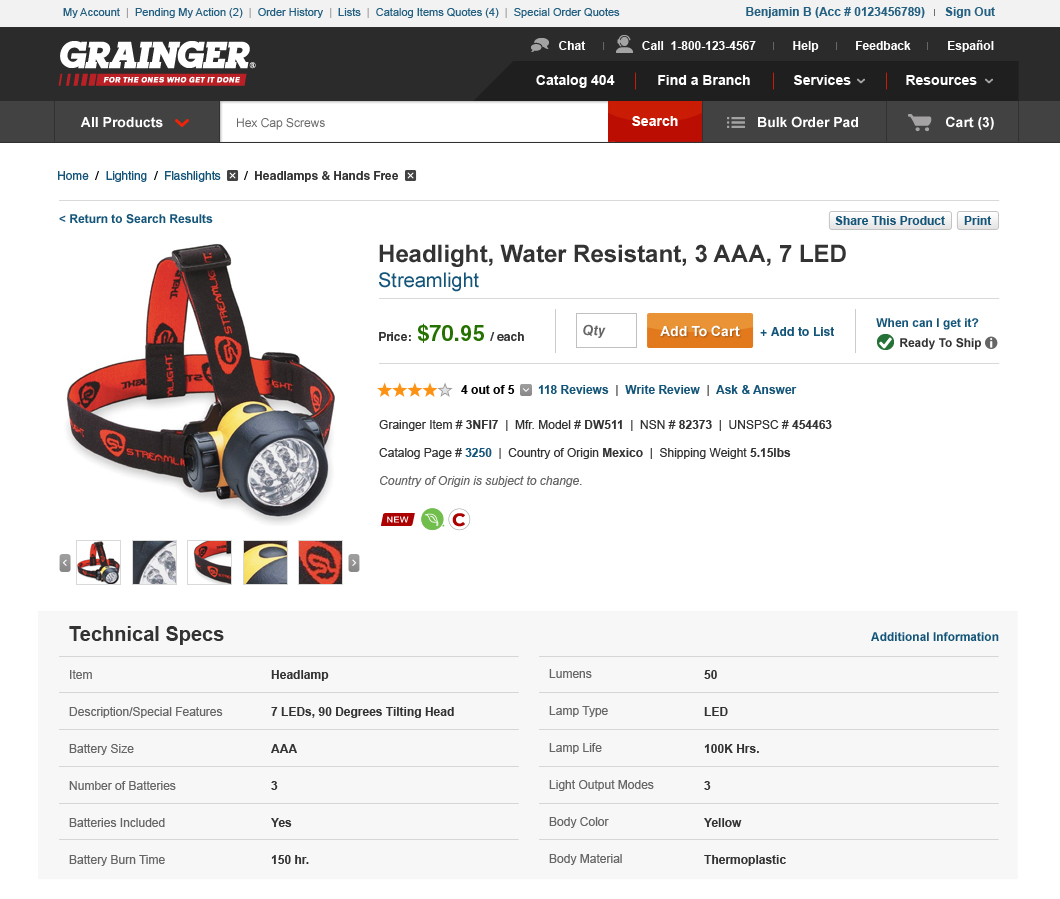 My Account | Pending My Action (2) | Order History | Lists | Catalog Items Quotes (4) | Special Order Quotes
Benjamin B (Acc # 0123456789) | Sign Out
GRAINGER®
FOR THE ONES WHO GET IT DONE
Chat | Call 1-800-123-4567 | Help | Feedback | Español
Catalog 404 | Find a Branch | Services | Resources
All Products
Hex Cap Screws
Search
Bulk Order Pad
Cart (3)
Home / Lighting / Flashlights / Headlamps & Hands Free
< Return to Search Results
Share This Product
Print
STREAMLIGHT.
Headlight, Water Resistant, 3 AAA, 7 LED
Streamlight
Price: $70.95 / each
Qty
Add To Cart
+ Add to List
When can I get it?
Ready To Ship
4 out of 5 118 Reviews | Write Review | Ask & Answer
Grainger Item # 3NFI7 | Mfr. Model # DW511 | NSN # 82373 | UNSPSC # 454463
Catalog Page # 3250 | Country of Origin Mexico | Shipping Weight 5.15lbs
Country of Origin is subject to change.
NEW
C
Technical Specs
Additional Information
Item Headlamp
Description/Special Features 7 LEDs, 90 Degrees Tilting Head
Battery Size AAA
Number of Batteries 3
Batteries Included Yes
Battery Burn Time 150 hr.
Lumens 50
Lamp Type LED
Lamp Life 100K Hrs.
Light Output Modes 3
Body Color Yellow
Body Material Thermoplastic